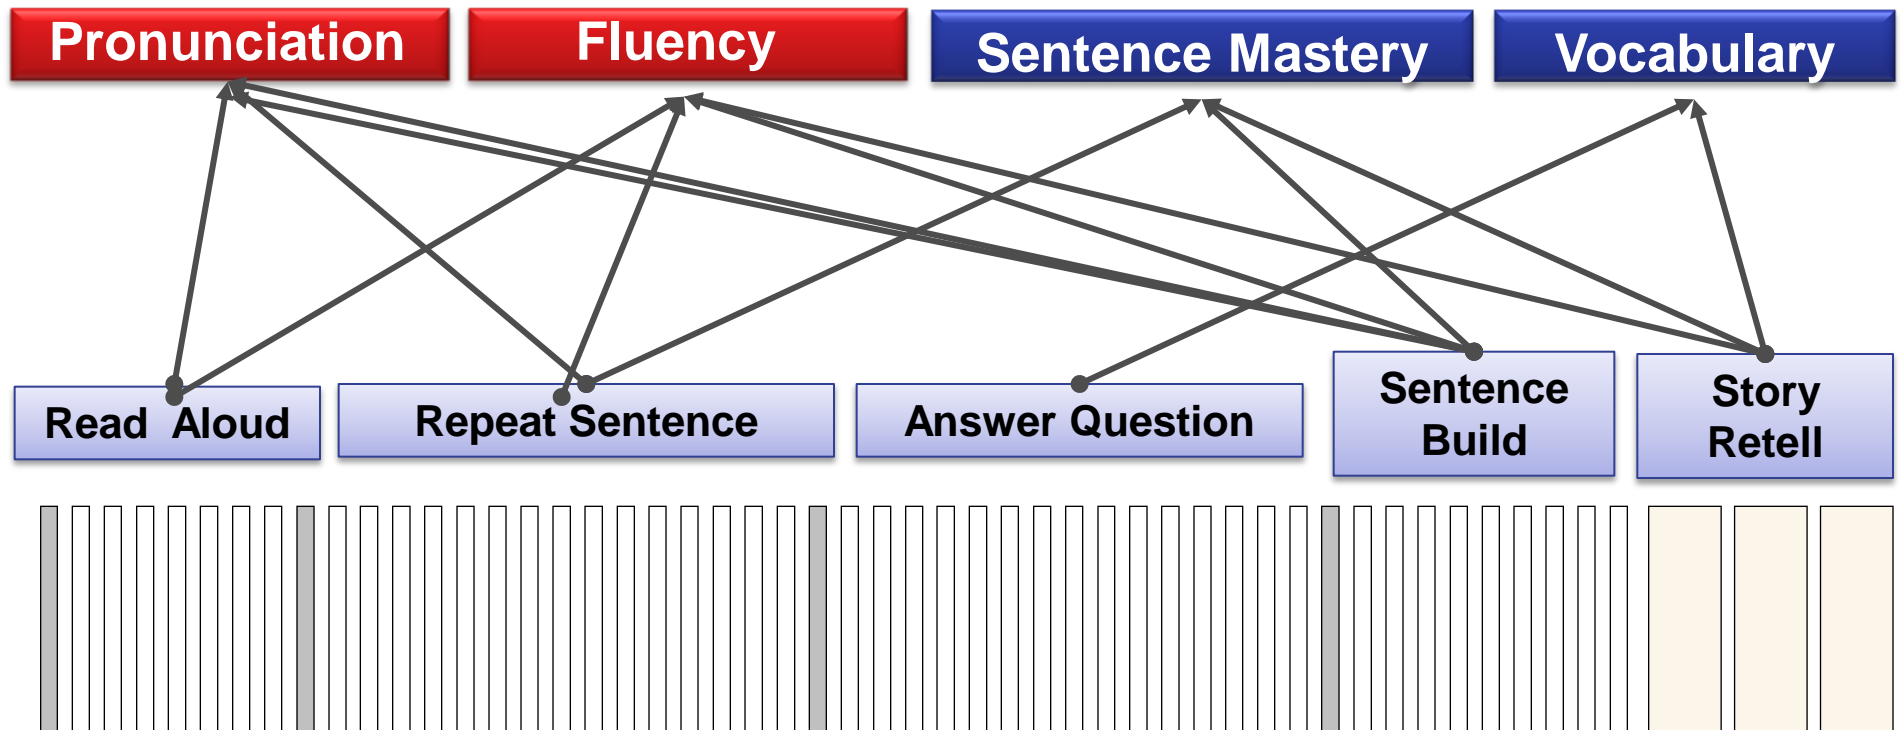 Pronunciation
Fluency
Sentence Mastery
Vocabulary
Read  Aloud
Repeat Sentence
Answer Question
Sentence
Build
Story
Retell